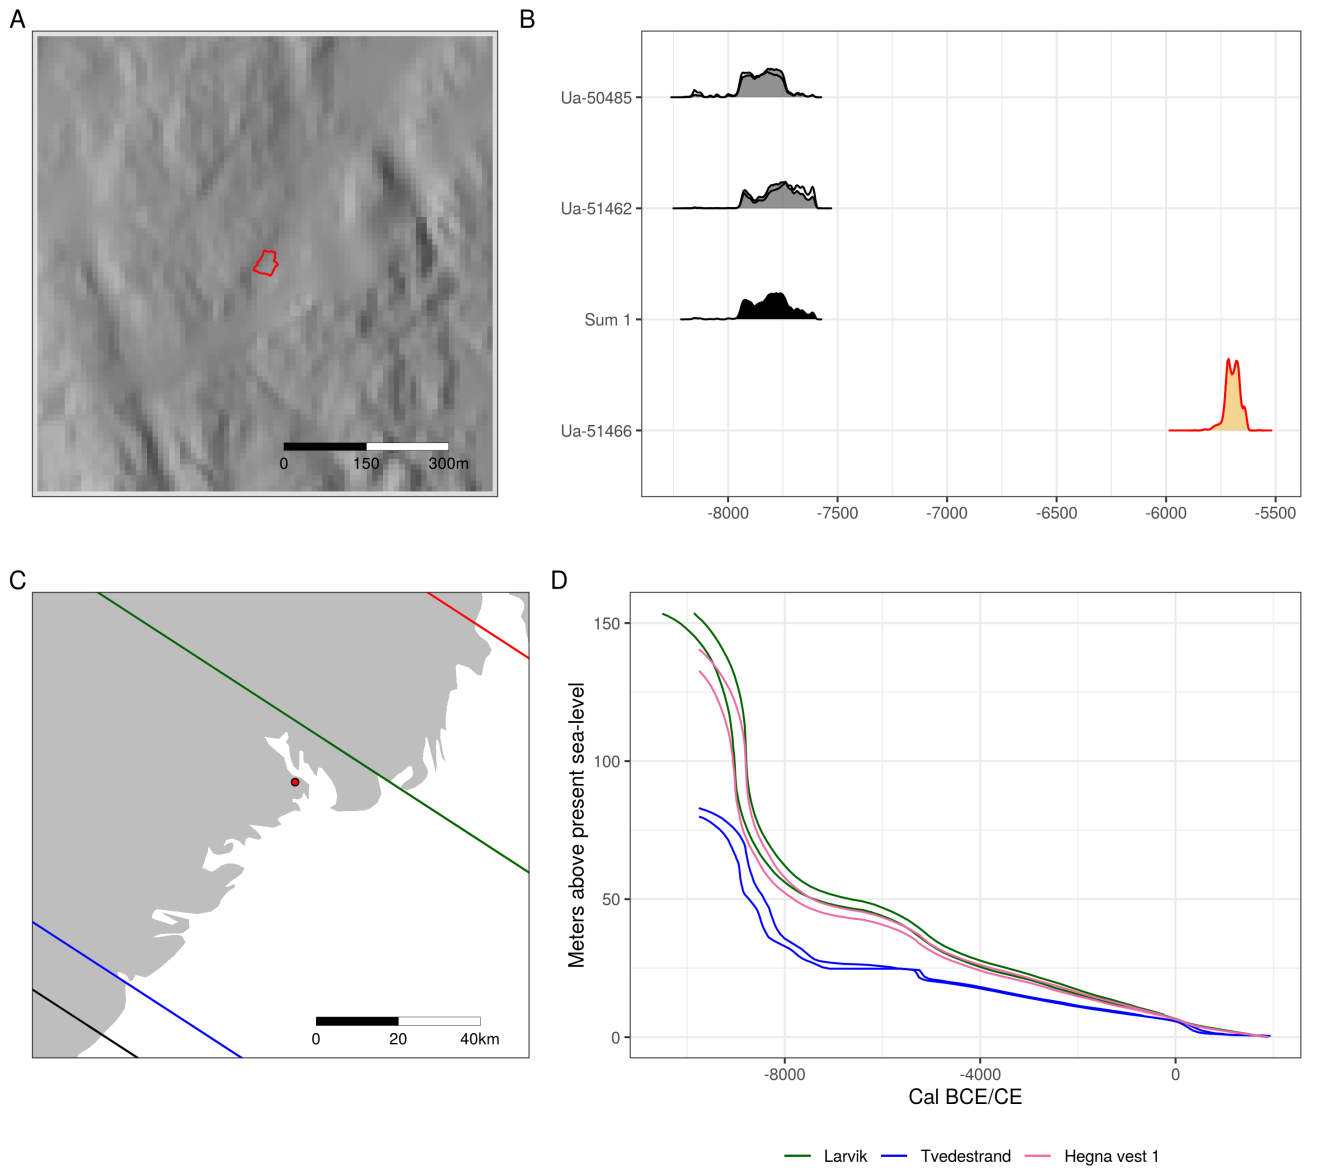 A
B
Ua-50485
Ua-51462
Sum 1
Ua-51466
0 150 300m
-8000 -7500 -7000 -6500 -6000 -5500
C
D
0 20 40km
Meters above present sea-level
150
100
50
0
-8000 -4000 0
Cal BCE/CE
Larvik Tvedestrand Hegna vest 1